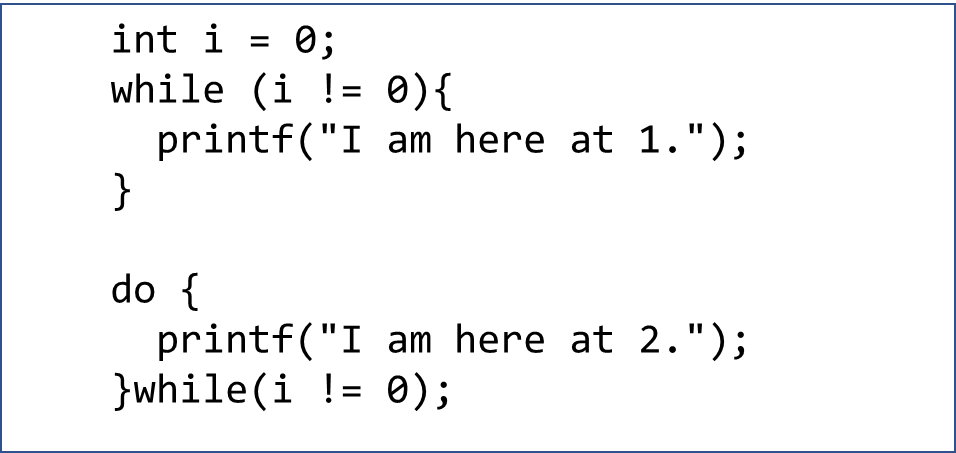 int i = 0;
while (i != 0){
  printf("I am here at 1.");
}
do {
  printf("I am here at 2.");
}while(i != 0);